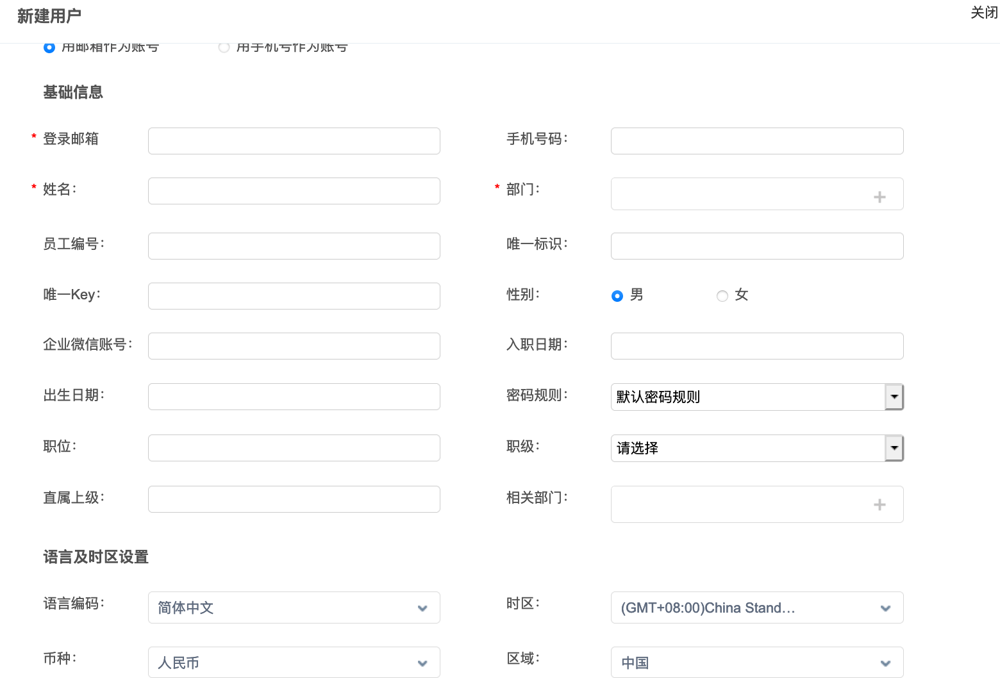 新建用户 关闭
用邮箱作为账号 用手机号作为账号
基础信息
* 登录邮箱 手机号码：
* 姓名： * 部门：
员工编号： 唯一标识：
唯一Key： 性别： 男 女
企业微信账号： 入职日期：
出生日期： 密码规则： 默认密码规则
职位： 职级： 请选择
直属上级： 相关部门：
语言及时区设置
语言编码： 简体中文 时区： (GMT+08:00)China Stand...
币种： 人民币 区域： 中国